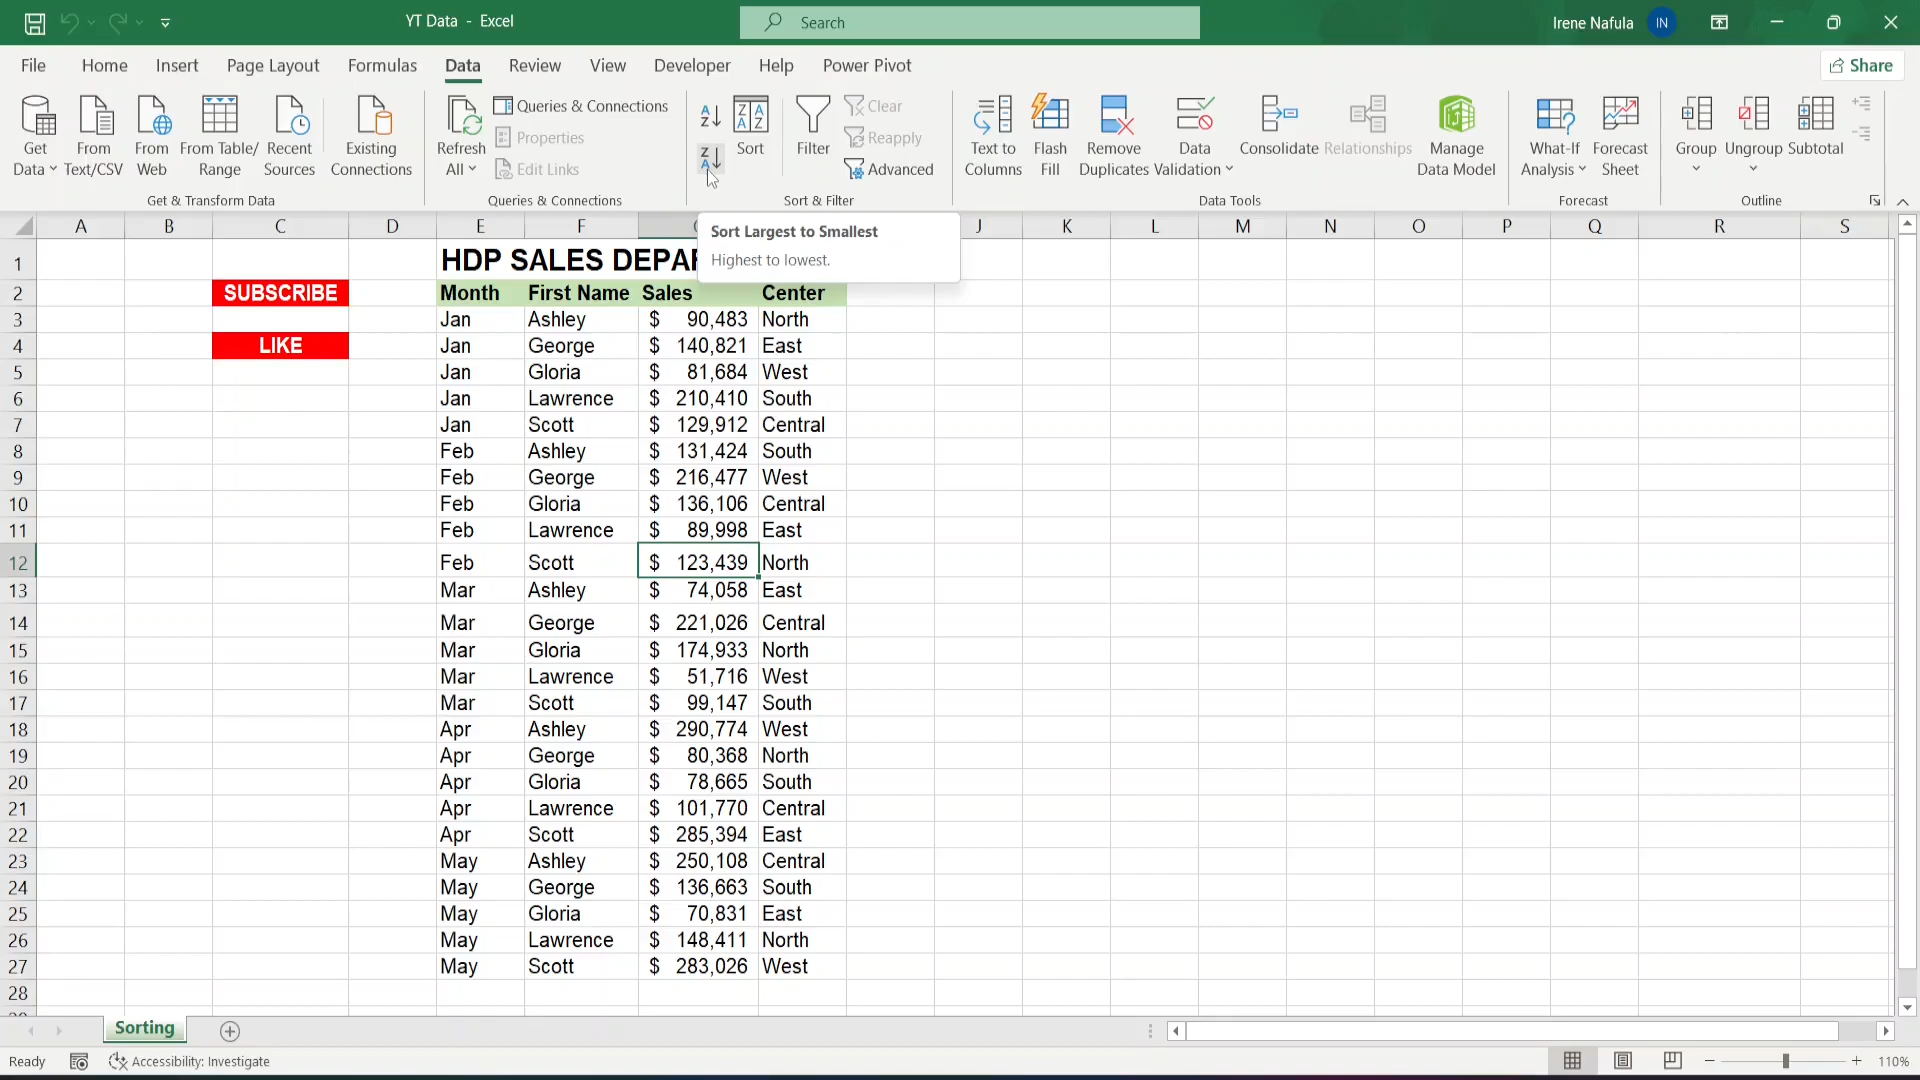 YT Data - Excel
Search
Irene Nafula
IN
File Home Insert Page Layout Formulas Data Review View Developer Help Power Pivot
Share
Get Data
From Text/CSV
From Web
From Table/ Range
Recent Sources
Existing Connections
Get & Transform Data
Refresh All
Queries & Connections
Properties
Edit Links
Queries & Connections
Sort
Filter
Clear
Reapply
Advanced
Sort & Filter
Text to Columns
Flash Fill
Remove Duplicates
Data Validation
Consolidate
Relationships
Manage Data Model
Data Tools
What-If Analysis
Forecast Sheet
Forecast
Group
Ungroup
Subtotal
Outline
Sort Largest to Smallest
Highest to lowest.
A B C D E F J K L M N O P Q R S
1 HDP SALES DEPAR
2 SUBSCRIBE Month First Name Sales Center
3 Jan Ashley $ 90,483 North
4 LIKE Jan George $ 140,821 East
5 Jan Gloria $ 81,684 West
6 Jan Lawrence $ 210,410 South
7 Jan Scott $ 129,912 Central
8 Feb Ashley $ 131,424 South
9 Feb George $ 216,477 West
10 Feb Gloria $ 136,106 Central
11 Feb Lawrence $ 89,998 East
12 Feb Scott $ 123,439 North
13 Mar Ashley $ 74,058 East
14 Mar George $ 221,026 Central
15 Mar Gloria $ 174,933 North
16 Mar Lawrence $ 51,716 West
17 Mar Scott $ 99,147 South
18 Apr Ashley $ 290,774 West
19 Apr George $ 80,368 North
20 Apr Gloria $ 78,665 South
21 Apr Lawrence $ 101,770 Central
22 Apr Scott $ 285,394 East
23 May Ashley $ 250,108 Central
24 May George $ 136,663 South
25 May Gloria $ 70,831 East
26 May Lawrence $ 148,411 North
27 May Scott $ 283,026 West
28
Sorting
Ready
Accessibility: Investigate
110%